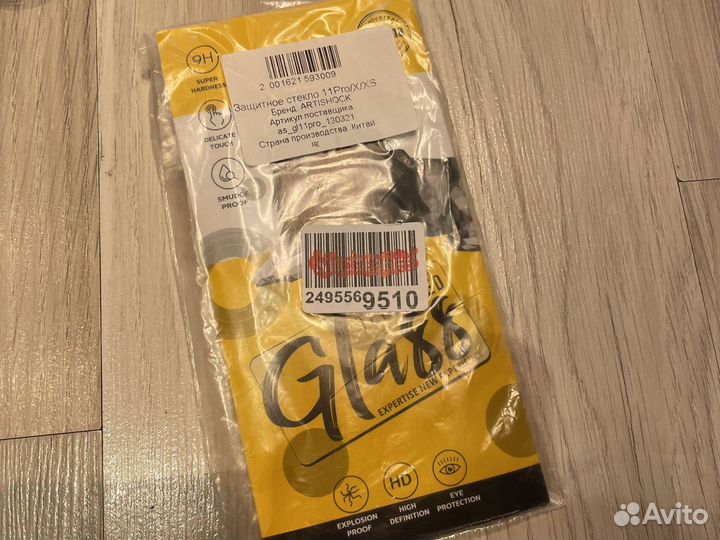 9H
SUPER
HARDNESS
DELICATE
TOUCH
SMUDGE
PROOF
2 001621 593009
Защитное стекло 11Pro/X/XS
Бренд: ARTISHOCK
Артикул поставщика:
as_gl11pro_130321
Страна производства: Китай
249556 9510
Glass
EXPERTISE NEW
EXPLOSION
PROOF
HD
HIGH
DEFINITION
EYE
PROTECTION
Avito